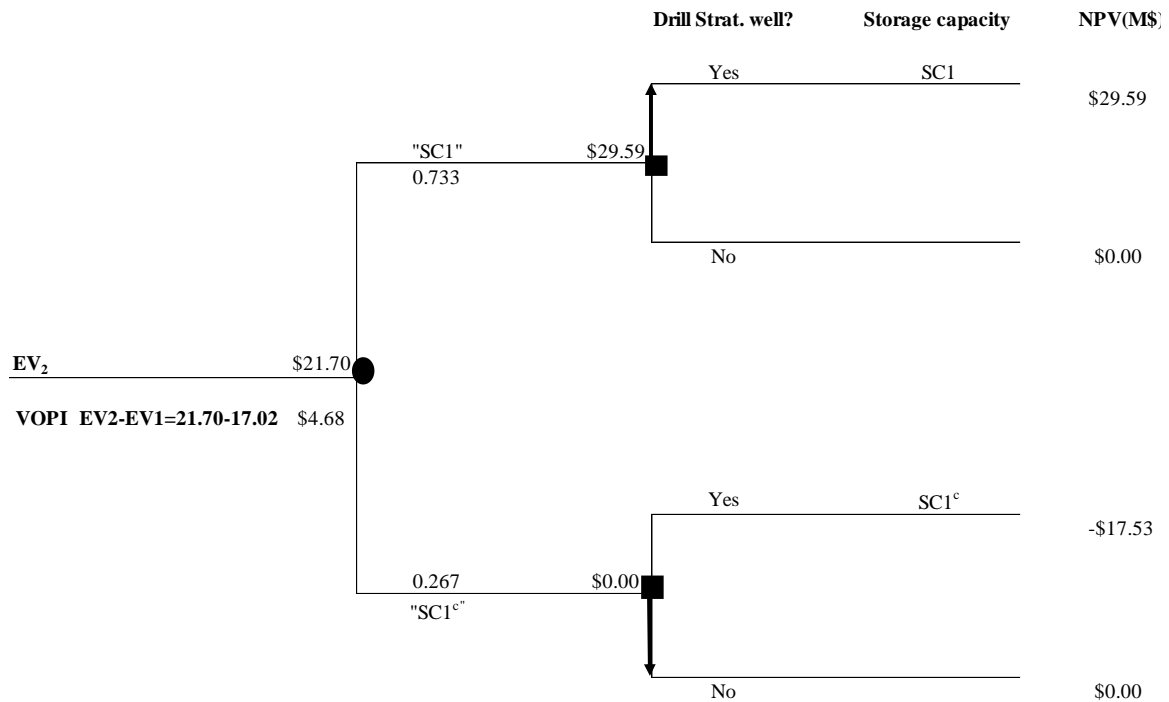 Drill Strat. well? Storage capacity NPV(M$)
Yes SC1
$29.59
"SC1" $29.59
0.733
No $0.00
EV₂ $21.70
VOPI EV2-EV1=21.70-17.02 $4.68
Yes SC1ᶜ
-$17.53
0.267 $0.00
"SC1ᶜ"
No $0.00